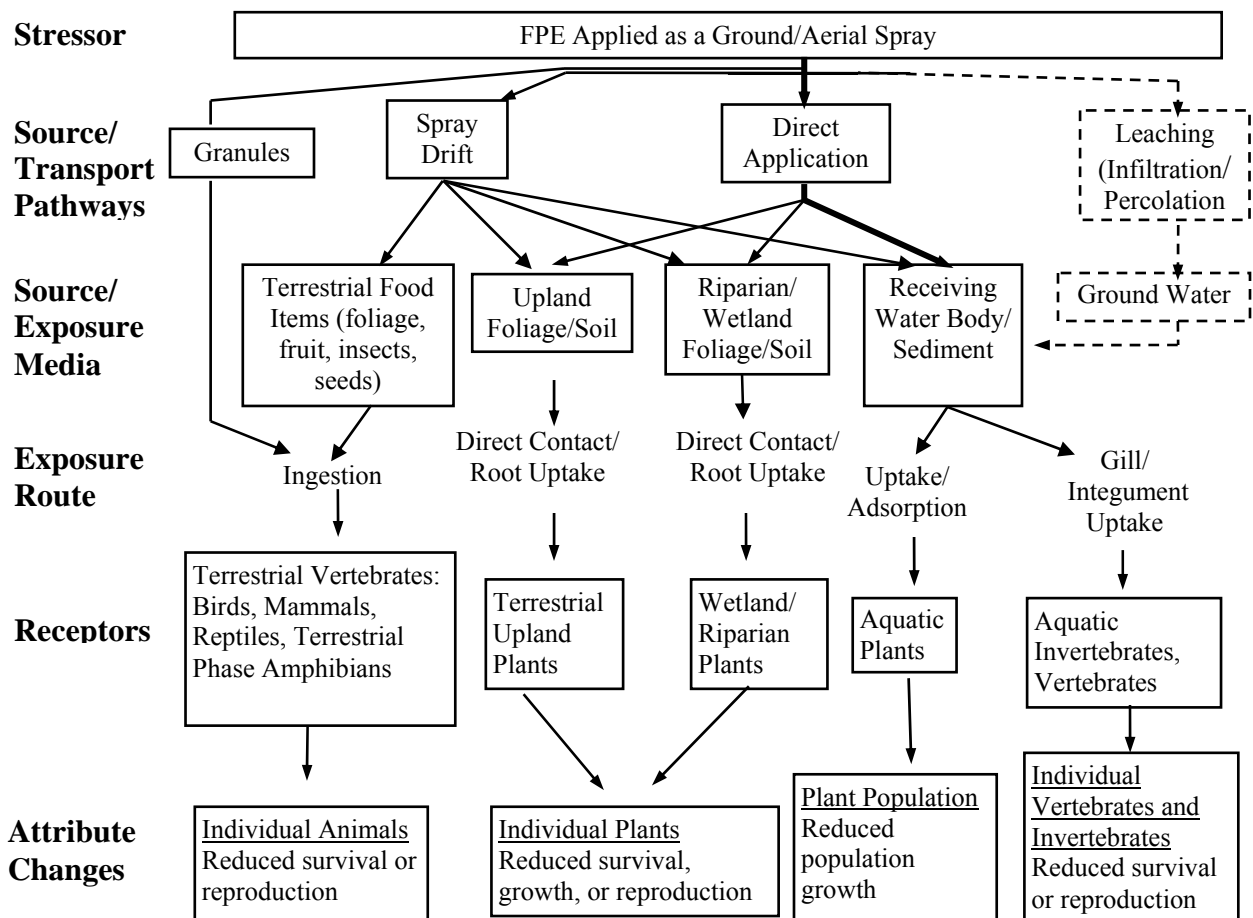 Stressor
FPE Applied as a Ground/Aerial Spray
Source/
Transport
Pathways
Granules
Spray
Drift
Direct
Application
Leaching
(Infiltration/
Percolation
Source/
Exposure
Media
Terrestrial Food
Items (foliage,
fruit, insects,
seeds)
Upland
Foliage/Soil
Riparian/
Wetland
Foliage/Soil
Receiving
Water Body/
Sediment
Ground Water
Exposure
Route
Ingestion
Direct Contact/
Root Uptake
Direct Contact/
Root Uptake
Uptake/
Adsorption
Gill/
Integument
Uptake
Receptors
Terrestrial Vertebrates:
Birds, Mammals,
Reptiles, Terrestrial
Phase Amphibians
Terrestrial
Upland
Plants
Wetland/
Riparian
Plants
Aquatic
Plants
Aquatic
Invertebrates,
Vertebrates
Attribute
Changes
Individual Animals
Reduced survival or
reproduction
Individual Plants
Reduced survival,
growth, or reproduction
Plant Population
Reduced
population
growth
Individual
Vertebrates and
Invertebrates
Reduced survival
or reproduction